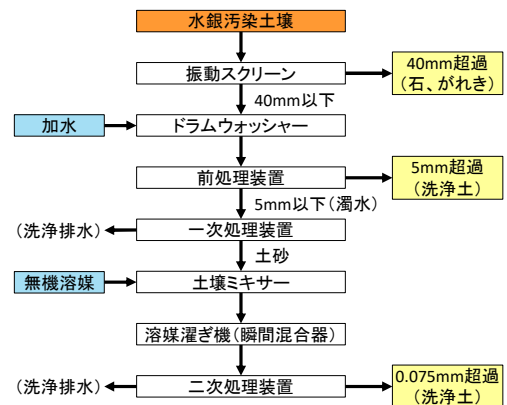 水銀汚染土壌
振動スクリーン
40mm超過
(石、がれき)
40mm以下
加水
ドラムウォッシャー
前処理装置
5mm超過
(洗浄土)
5mm以下(濁水)
(洗浄排水)
一次処理装置
土砂
無機溶媒
土壌ミキサー
溶媒濯ぎ機(瞬間混合器)
(洗浄排水)
二次処理装置
0.075mm超過
(洗浄土)